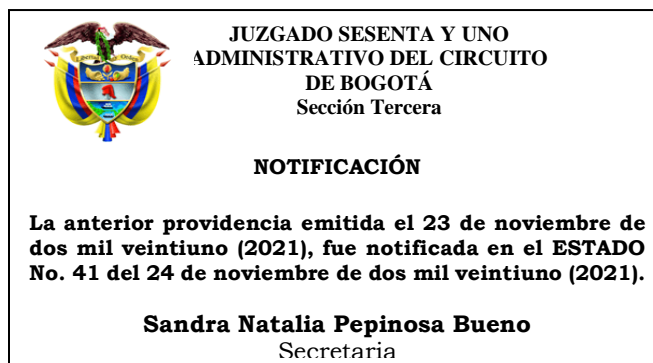 JUZGADO SESENTA Y UNO
ADMINISTRATIVO DEL CIRCUITO
DE BOGOTÁ
Sección Tercera
NOTIFICACIÓN
La anterior providencia emitida el 23 de noviembre de
dos mil veintiuno (2021), fue notificada en el ESTADO
No. 41 del 24 de noviembre de dos mil veintiuno (2021).
Sandra Natalia Pepinosa Bueno
Secretaria